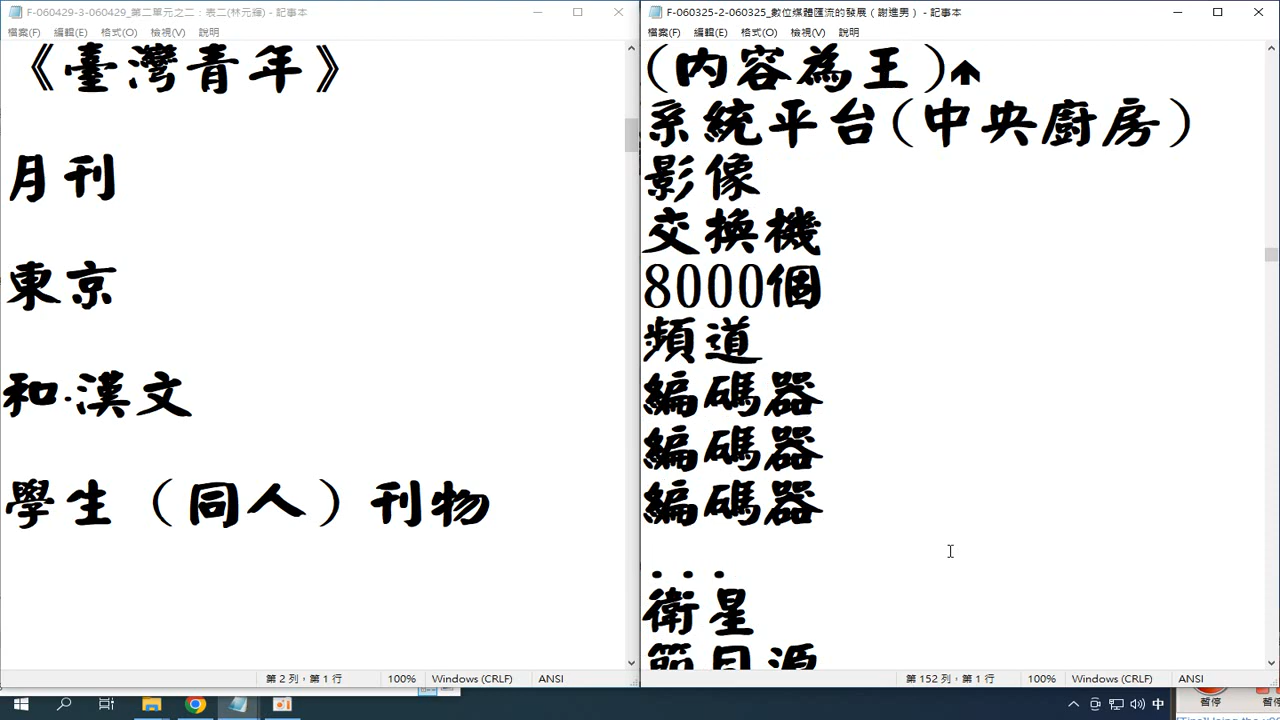 F-060429-3-060429_第二單元之二：表二(林元輝) - 記事本
檔案(F) 編輯(E) 格式(O) 檢視(V) 說明
《臺灣青年》
月刊
東京
和·漢文
學生（同人）刊物
第 2 列，第 1 行 100% Windows (CRLF) ANSI
F-060325-2-060325_數位媒體匯流的發展（謝進男） - 記事本
檔案(F) 編輯(E) 格式(O) 檢視(V) 說明
(內容為王)🡹
系統平台(中央廚房)
影像
交換機
8000個
頻道
編碼器
編碼器
編碼器
...
衛星
節目源
第 152 列，第 1 行 100% Windows (CRLF) ANSI
中
暫停